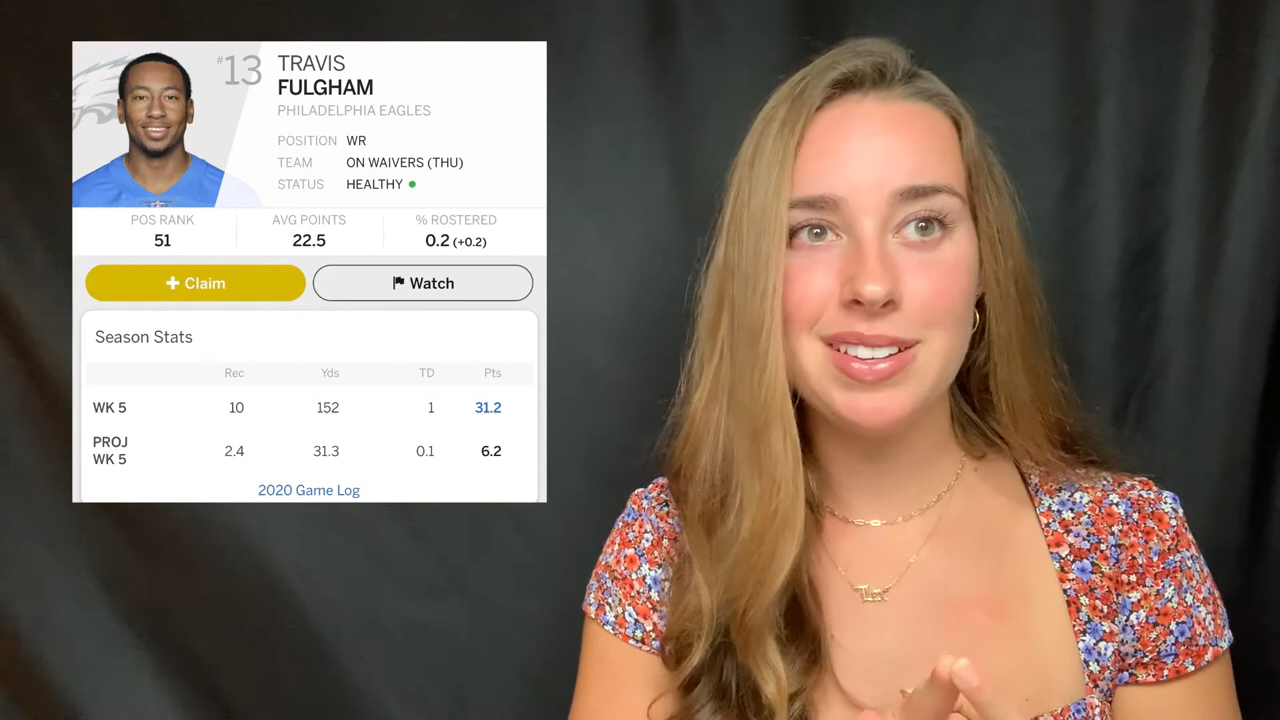 #13
TRAVIS
FULGHAM
PHILADELPHIA EAGLES
POSITION WR
TEAM ON WAIVERS (THU)
STATUS HEALTHY
POS RANK AVG POINTS % ROSTERED
51 22.5 0.2 (+0.2)
Claim Watch
Season Stats
Rec Yds TD Pts
WK 5 10 152 1 31.2
PROJ
WK 5 2.4 31.3 0.1 6.2
2020 Game Log